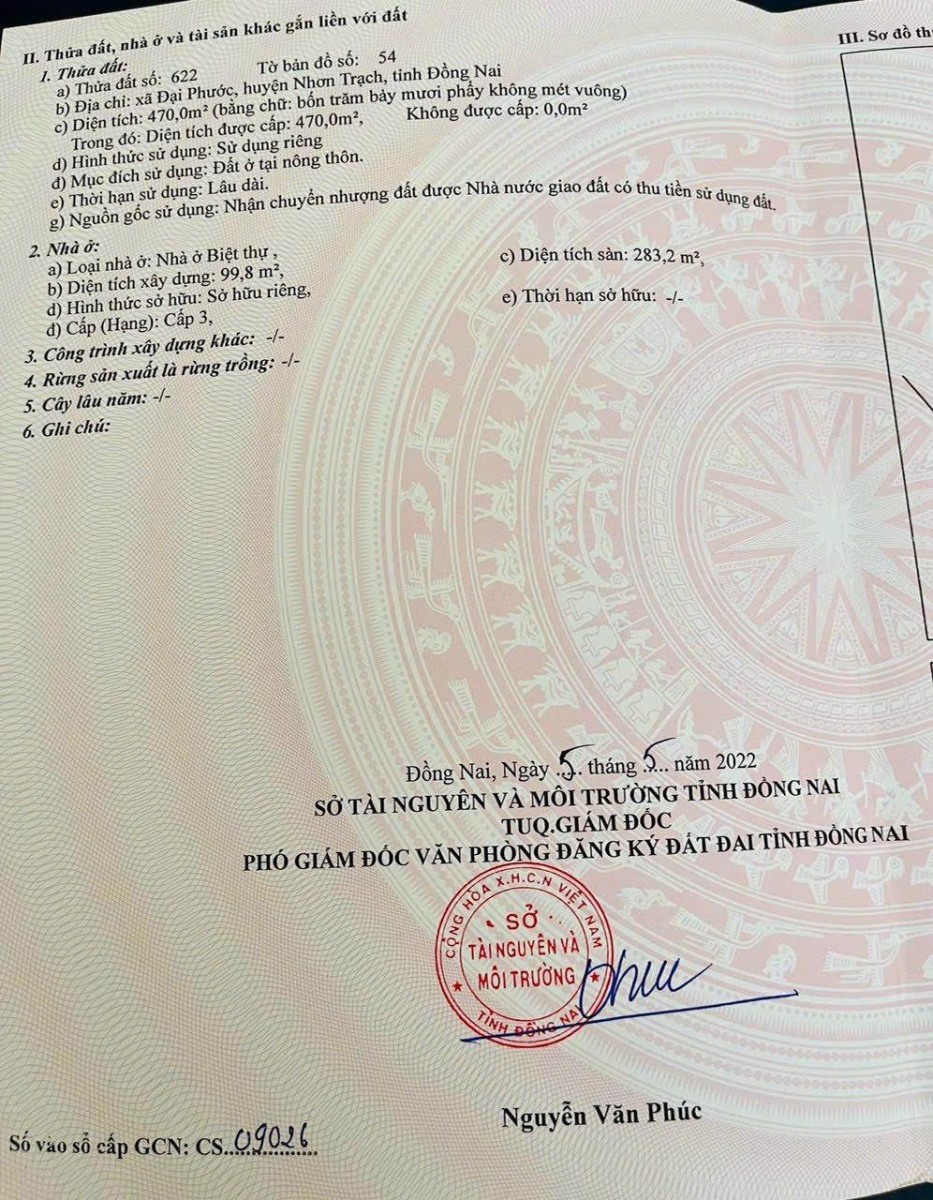 II. Thửa đất, nhà ở và tài sản khác gắn liền với đất
1. Thửa đất:
a) Thửa đất số: 622 Tờ bản đồ số: 54
b) Địa chỉ: xã Đại Phước, huyện Nhơn Trạch, tỉnh Đồng Nai
c) Diện tích: 470,0m² (bằng chữ: bốn trăm bảy mươi phẩy không mét vuông)
Trong đó: Diện tích được cấp: 470,0m², Không được cấp: 0,0m²
d) Hình thức sử dụng: Sử dụng riêng
đ) Mục đích sử dụng: Đất ở tại nông thôn.
e) Thời hạn sử dụng: Lâu dài.
g) Nguồn gốc sử dụng: Nhận chuyển nhượng đất được Nhà nước giao đất có thu tiền sử dụng đất.
2. Nhà ở:
a) Loại nhà ở: Nhà ở Biệt thự ,
b) Diện tích xây dựng: 99,8 m², c) Diện tích sàn: 283,2 m²,
d) Hình thức sở hữu: Sở hữu riêng,
đ) Cấp (Hạng): Cấp 3, e) Thời hạn sở hữu: -/-
3. Công trình xây dựng khác: -/-
4. Rừng sản xuất là rừng trồng: -/-
5. Cây lâu năm: -/-
6. Ghi chú:
III. Sơ đồ th
Đồng Nai, Ngày .5. tháng .5... năm 2022
SỞ TÀI NGUYÊN VÀ MÔI TRƯỜNG TỈNH ĐỒNG NAI
TUQ.GIÁM ĐỐC
PHÓ GIÁM ĐỐC VĂN PHÒNG ĐĂNG KÝ ĐẤT ĐAI TỈNH ĐỒNG NAI
CỘNG HÒA X.H.C.N VIỆT NAM
SỞ
TÀI NGUYÊN VÀ
MÔI TRƯỜNG
TỈNH ĐỒNG NAI
Phuc
Nguyễn Văn Phúc
Số vào sổ cấp GCN: CS...09026...